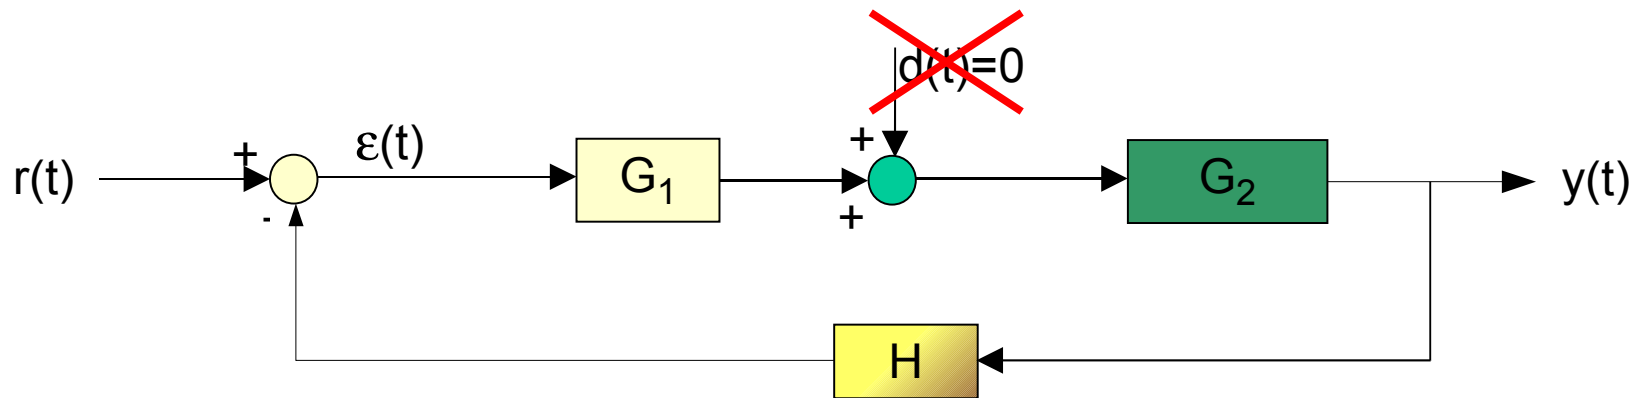 d(t)=0
+
r(t)
+
ε(t)
G₁
G₂
y(t)
-
+
H